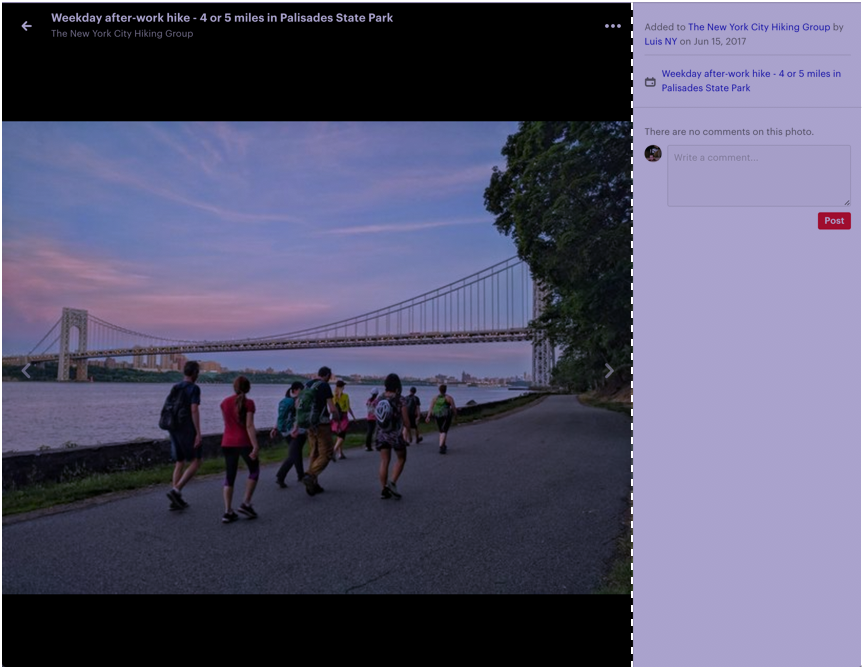 Weekday after-work hike - 4 or 5 miles in Palisades State Park
The New York City Hiking Group
Added to The New York City Hiking Group by
Luis NY on Jun 15, 2017
Weekday after-work hike - 4 or 5 miles in
Palisades State Park
There are no comments on this photo.
Write a comment...
Post